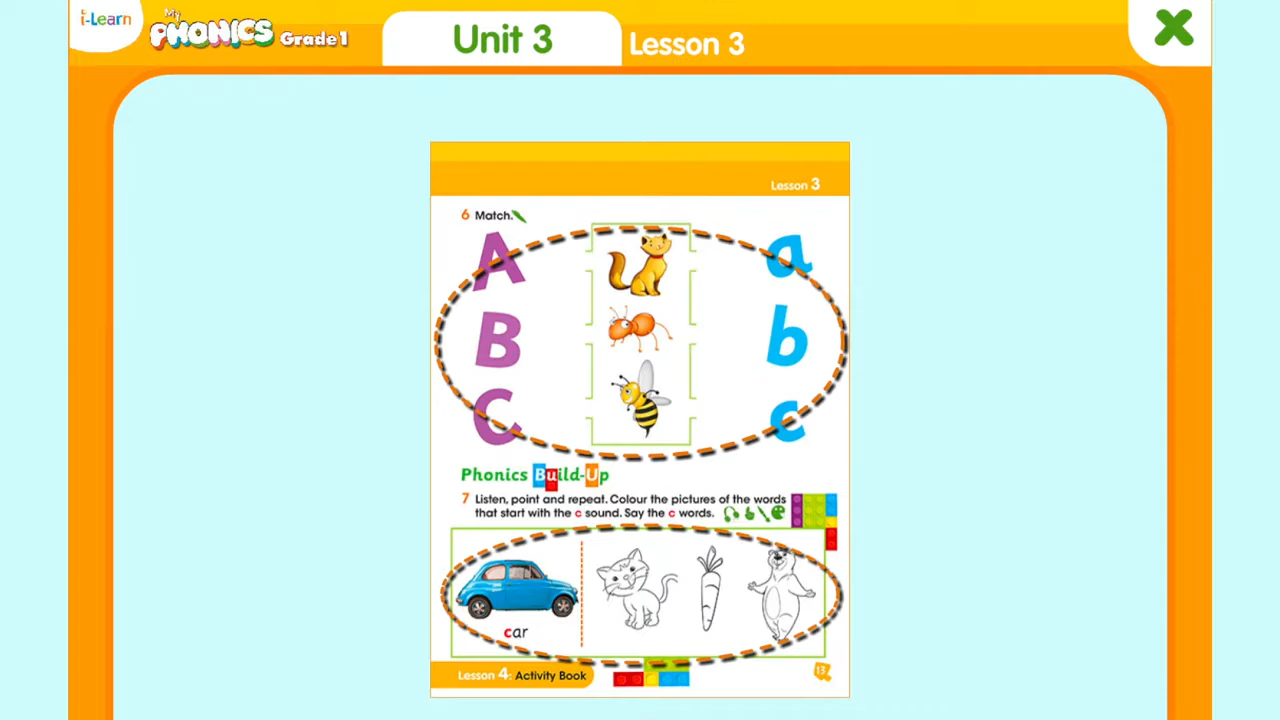 i-Learn
My
PHONICS Grade 1
Unit 3
Lesson 3
Lesson 3
6 Match.
A a
B b
C c
Phonics Build-Up
7 Listen, point and repeat. Colour the pictures of the words
that start with the c sound. Say the c words.
car
Lesson 4: Activity Book
13